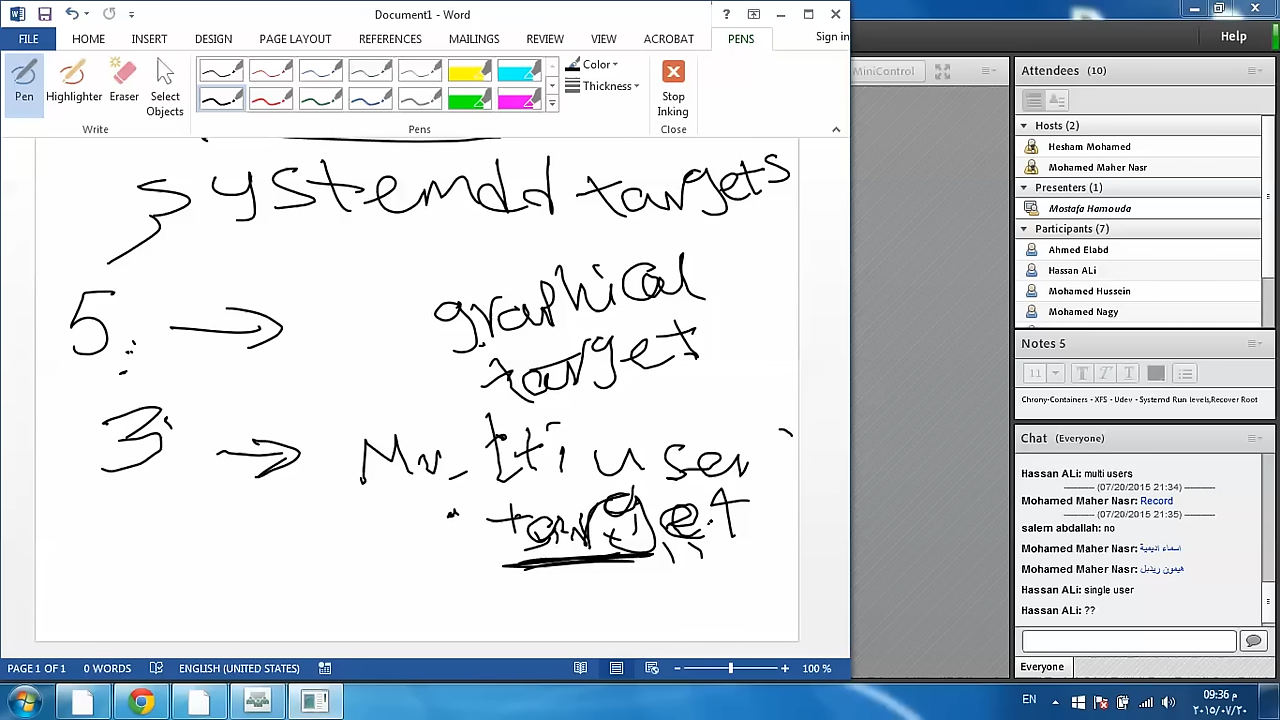 Document1 - Word
FILE
HOME
INSERT
DESIGN
PAGE LAYOUT
REFERENCES
MAILINGS
REVIEW
VIEW
ACROBAT
PENS
Sign in
Pen
Highlighter
Eraser
Select Objects
Color
Thickness
Stop Inking
Write
Pens
Close
systemdd targets
5 → graphical
target
3 → Mu_lti user
target
PAGE 1 OF 1
0 WORDS
ENGLISH (UNITED STATES)
100 %
Help
MiniControl
Attendees (10)
Hosts (2)
Hesham Mohamed
Mohamed Maher Nasr
Presenters (1)
Mostafa Hamouda
Participants (7)
Ahmed Elabd
Hassan ALi
Mohamed Hussein
Mohamed Nagy
Notes 5
11
Chrony-Containers - XFS - Udev - Systemd Run levels,Recover Root
Chat (Everyone)
Hassan ALi: multi users
(07/20/2015 21:34)
Mohamed Maher Nasr: Record
(07/20/2015 21:35)
salem abdallah: no
Mohamed Maher Nasr: اسماء اديمية
Mohamed Maher Nasr: هيمون ريدبل
Hassan ALi: single user
Hassan ALi: ??
Everyone
EN
09:36 م
٢٠١٥/٠٧/٢٠